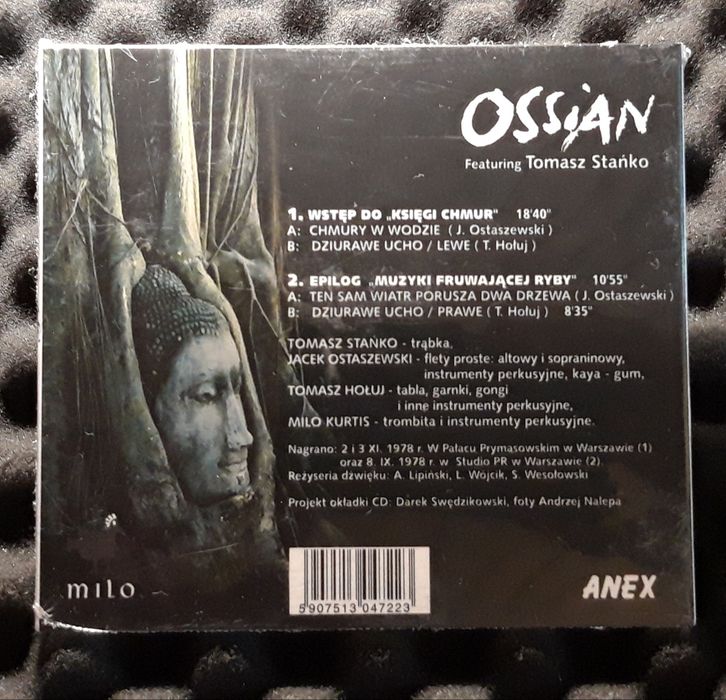 OSSiAN
Featuring Tomasz Stańko
1. WSTĘP DO „KSIĘGI CHMUR" 18'40"
A: CHMURY W WODZIE ( J. Ostaszewski )
B: DZIURAWE UCHO / LEWE ( T. Hołuj )
2. EPILOG „MUZYKI FRUWAJĄCEJ RYBY" 10'55"
A: TEN SAM WIATR PORUSZA DWA DRZEWA ( J. Ostaszewski )
B: DZIURAWE UCHO / PRAWE ( T. Hołuj ) 8'35"
TOMASZ STAŃKO - trąbka,
JACEK OSTASZEWSKI - flety proste: altowy i sopraninowy,
instrumenty perkusyjne, kaya - gum,
TOMASZ HOŁUJ - tabla, garnki, gongi
i inne instrumenty perkusyjne,
MILO KURTIS - trombita i instrumenty perkusyjne.
Nagrano: 2 i 3 XI. 1978 r. W Pałacu Prymasowskim w Warszawie (1)
oraz 8. IX. 1978 r. w Studio PR w Warszawie (2).
Reżyseria dźwięku: A. Lipiński, L. Wójcik, S. Wesołowski
Projekt okładki CD: Darek Swędzikowski, foty Andrzej Nalepa
milo
ANEX
5907513 047223